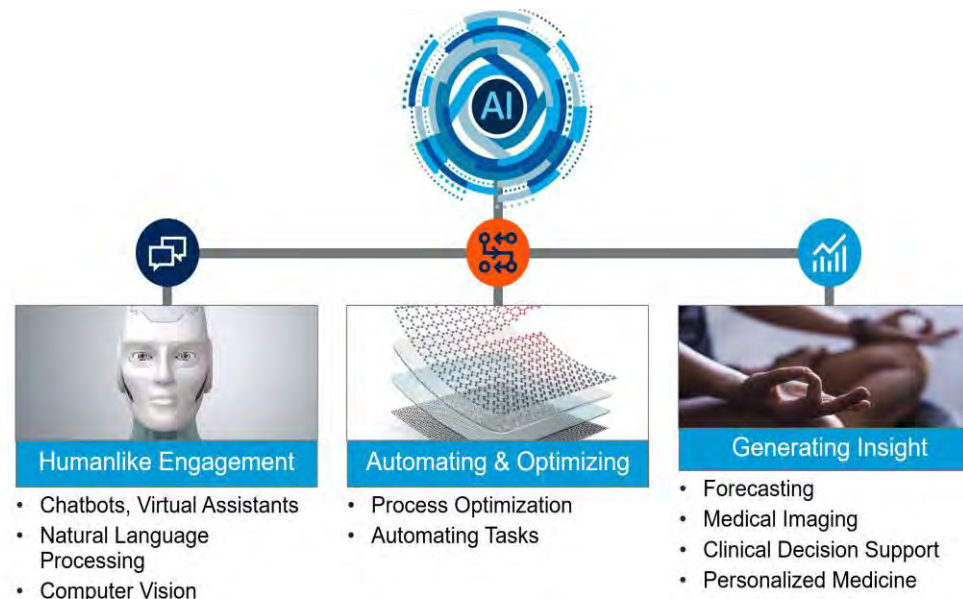 AI
Humanlike Engagement
• Chatbots, Virtual Assistants
• Natural Language
Processing
• Computer Vision
Automating & Optimizing
• Process Optimization
• Automating Tasks
Generating Insight
• Forecasting
• Medical Imaging
• Clinical Decision Support
• Personalized Medicine